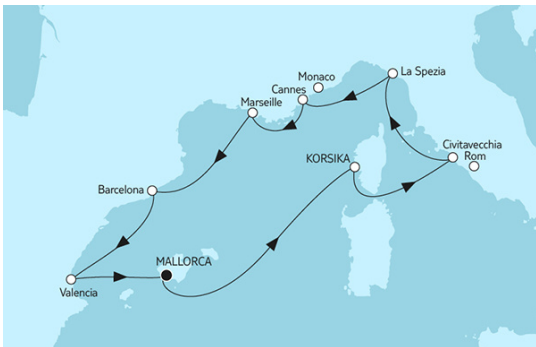 Monaco
La Spezia
Cannes
Marseille
Civitavecchia
Rom
KORSIKA
Barcelona
MALLORCA
Valencia